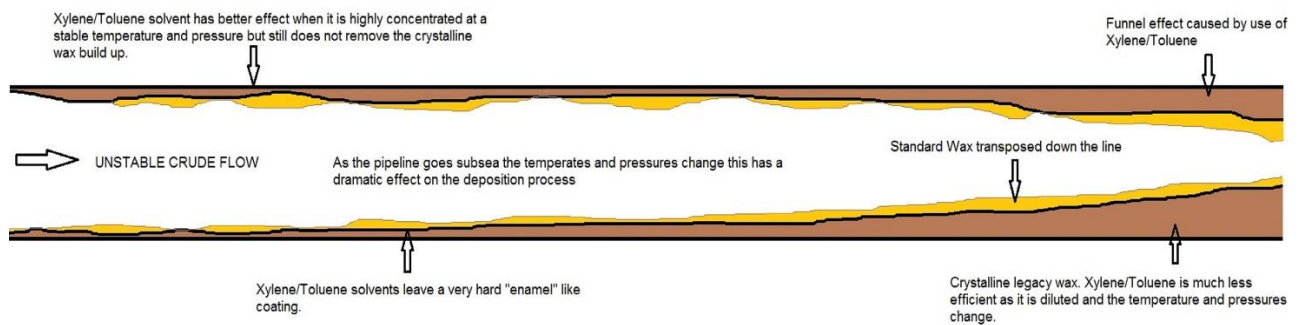 Xylene/Toluene solvent has better effect when it is highly concentrated at a
stable temperature and pressure but still does not remove the crystalline
wax build up.
Funnel effect caused by use of
Xylene/Toluene
UNSTABLE CRUDE FLOW
As the pipeline goes subsea the temperates and pressures change this has a
dramatic effect on the deposition process
Standard Wax transposed down the line
Xylene/Toluene solvents leave a very hard "enamel" like
coating.
Crystalline legacy wax. Xylene/Toluene is much less
efficient as it is diluted and the temperature and pressures
change.